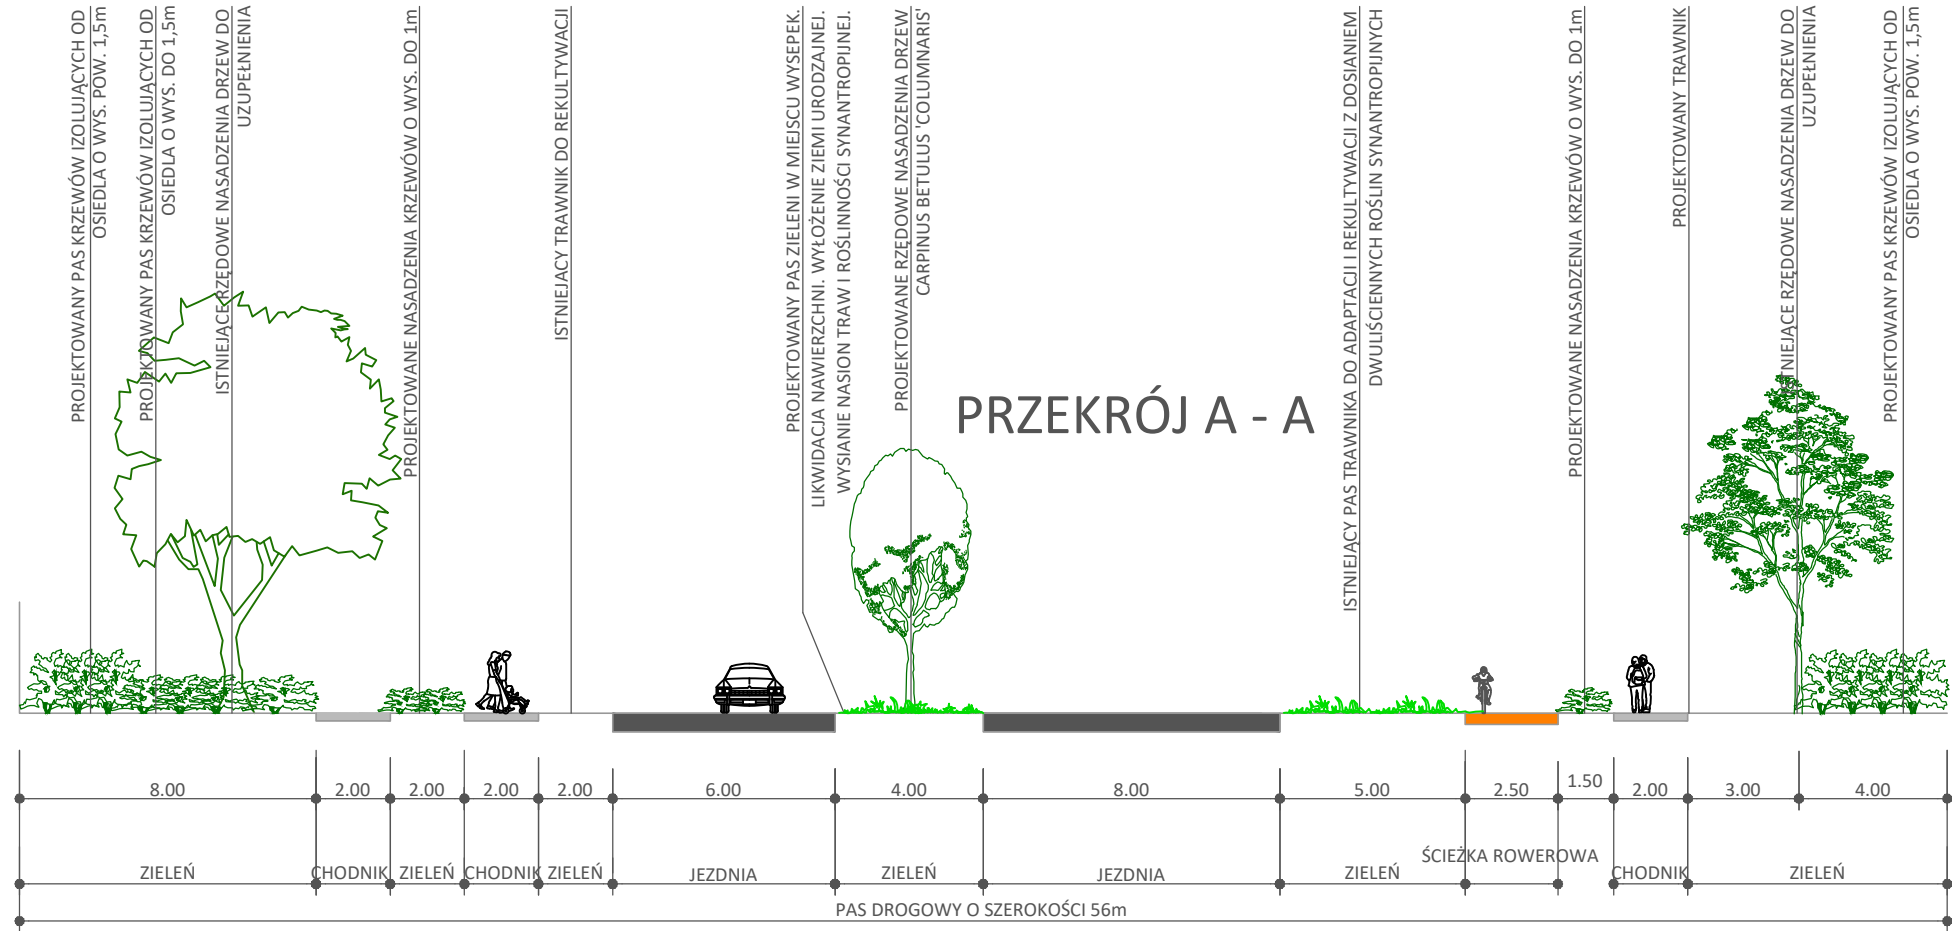 PROJEKTOWANY PAS KRZEWÓW IZOLUJĄCYCH OD
OSIEDLA O WYS. POW. 1,5m
PROJEKTOWANY PAS KRZEWÓW IZOLUJĄCYCH OD
OSIEDLA O WYS. DO 1,5m
ISTNIEJĄCE RZĘDOWE NASADZENIA DRZEW DO
UZUPEŁNIENIA
PROJEKTOWANE NASADZENIA KRZEWÓW O WYS. DO 1m
ISTNIEJACY TRAWNIK DO REKULTYWACJI
PROJEKTOWANY PAS ZIELENI W MIEJSCU WYSEPEK.
LIKWIDACJA NAWIERZCHNI. WYŁOŻENIE ZIEMI URODZAJNEJ.
WYSIANIE NASION TRAW I ROŚLINNOŚCI SYNANTROPIJNEJ.
PROJEKTOWANE RZĘDOWE NASADZENIA DRZEW
CARPINUS BETULUS 'COLUMNARIS'
ISTNIEJĄCY PAS TRAWNIKA DO ADAPTACJI I REKULTYWACJI Z DOSIANIEM
DWULIŚCIENNYCH ROŚLIN SYNANTROPIJNYCH
PROJEKTOWANE NASADZENIA KRZEWÓW O WYS. DO 1m
PROJEKTOWANY TRAWNIK
ISTNIEJĄCE RZĘDOWE NASADZENIA DRZEW DO
UZUPEŁNIENIA
PROJEKTOWANY PAS KRZEWÓW IZOLUJĄCYCH OD
OSIEDLA O WYS. POW. 1,5m
PRZEKRÓJ A - A
8.00 2.00 2.00 2.00 2.00 6.00 4.00 8.00 5.00 2.50 1.50 2.00 3.00 4.00
ŚCIEŻKA ROWEROWA
ZIELEŃ CHODNIK ZIELEŃ CHODNIK ZIELEŃ JEZDNIA ZIELEŃ JEZDNIA ZIELEŃ CHODNIK ZIELEŃ
PAS DROGOWY O SZEROKOŚCI 56m